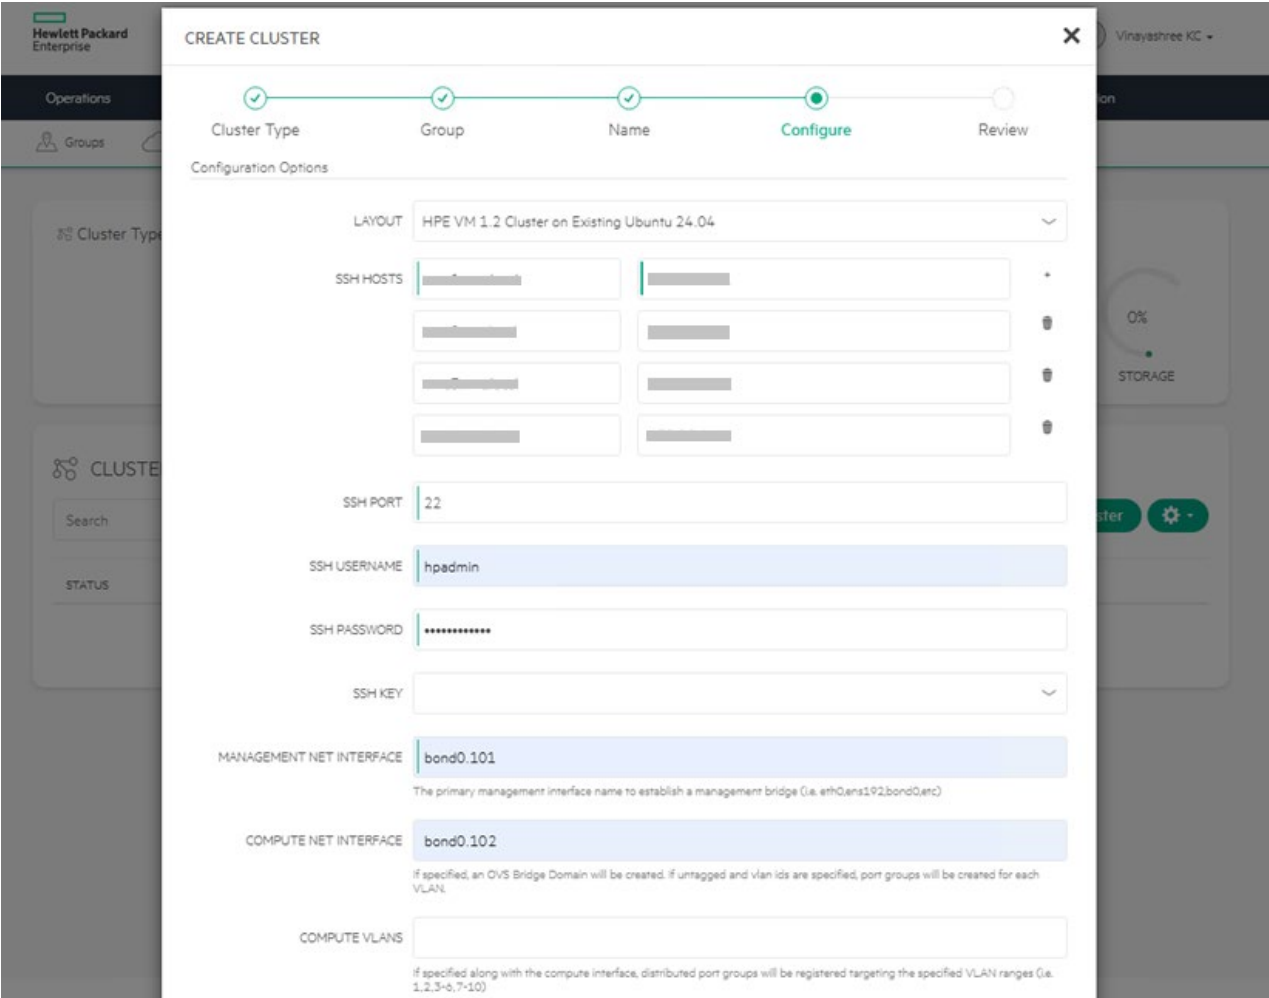 Hewlett Packard
Enterprise
CREATE CLUSTER
Vinayashree KC
Operations
ion
Groups
Cluster Type
Group
Name
Configure
Review
Configuration Options
LAYOUT HPE VM 1.2 Cluster on Existing Ubuntu 24.04
Cluster Type
SSH HOSTS
+
0%
STORAGE
CLUSTE
SSH PORT 22
Search
ster
SSH USERNAME hpadmin
STATUS
SSH PASSWORD ••••••••••••
SSH KEY
MANAGEMENT NET INTERFACE bond0.101
The primary management interface name to establish a management bridge (i.e. eth0,ens192,bond0,etc)
COMPUTE NET INTERFACE bond0.102
If specified, an OVS Bridge Domain will be created. if untagged and vlan ids are specified, port groups will be created for each
VLAN.
COMPUTE VLANS
If specified along with the compute interface, distributed port groups will be registered targeting the specified VLAN ranges (i.e.
1,2,3-6,7-10)